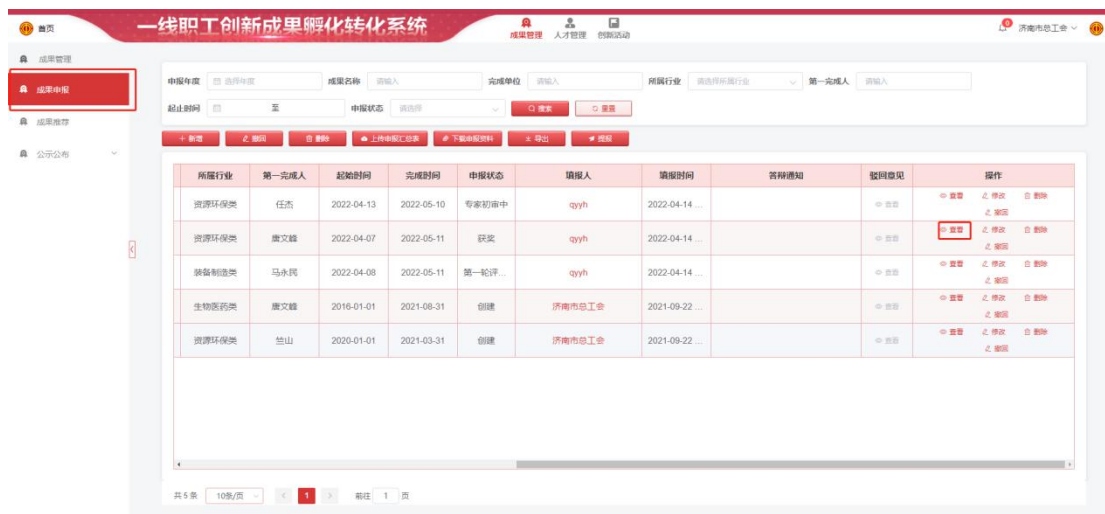 首页 一线职工创新成果孵化转化系统 成果管理 人才管理 创新活动 济南市总工会
成果管理
成果申报
成果推荐
公示公布
申报年度 选择年度 成果名称 请输入 完成单位 请输入 所属行业 请选择所属行业 第一完成人 请输入
起止时间 至 申报状态 请选择 搜索 重置
+ 新增 撤回 删除 上传申报汇总表 下载申报资料 导出 提报
所属行业 第一完成人 起始时间 完成时间 申报状态 填报人 填报时间 答辩通知 驳回意见 操作
资源环保类 任杰 2022-04-13 2022-05-10 专家初审中 qyyh 2022-04-14 ... 查看 查看 修改 删除
撤回
资源环保类 唐文峰 2022-04-07 2022-05-11 获奖 qyyh 2022-04-14 ... 查看 查看 修改 删除
撤回
装备制造类 马永民 2022-04-08 2022-05-11 第一轮评... qyyh 2022-04-14 ... 查看 查看 修改 删除
撤回
生物医药类 唐文峰 2016-01-01 2021-08-31 创建 济南市总工会 2021-09-22 ... 查看 查看 修改 删除
撤回
资源环保类 竺山 2020-01-01 2021-03-31 创建 济南市总工会 2021-09-22 ... 查看 查看 修改 删除
撤回
共 5 条 10条/页 < 1 > 前往 1 页